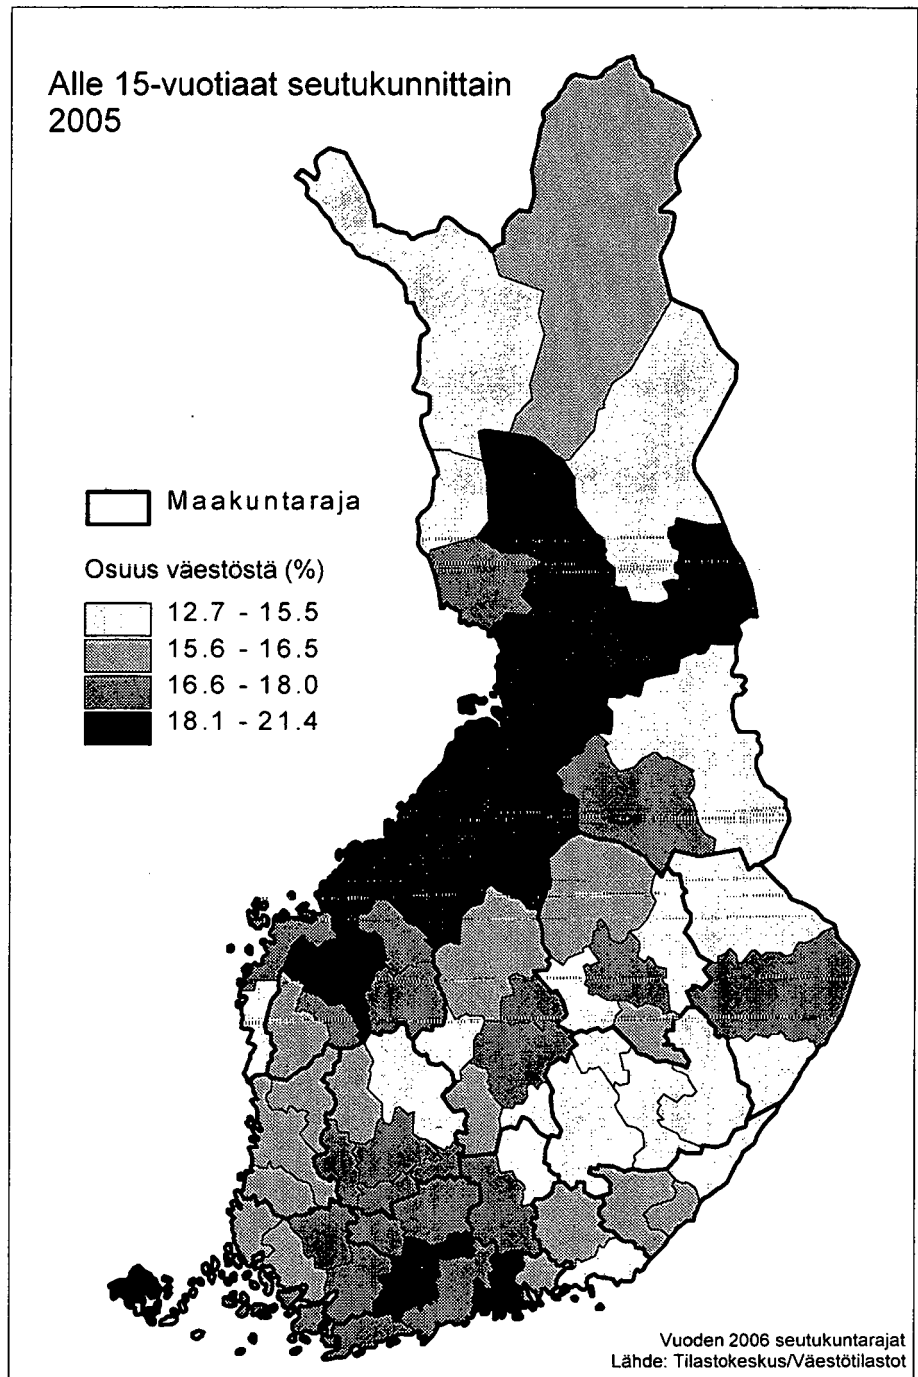 Alle 15-vuotiaat seutukunnittain
2005
Maakuntaraja
Osuus väestöstä (%)
12.7 - 15.5
15.6 - 16.5
16.6 - 18.0
18.1 - 21.4
Vuoden 2006 seutukuntarajat
Lähde: Tilastokeskus/Väestötilastot